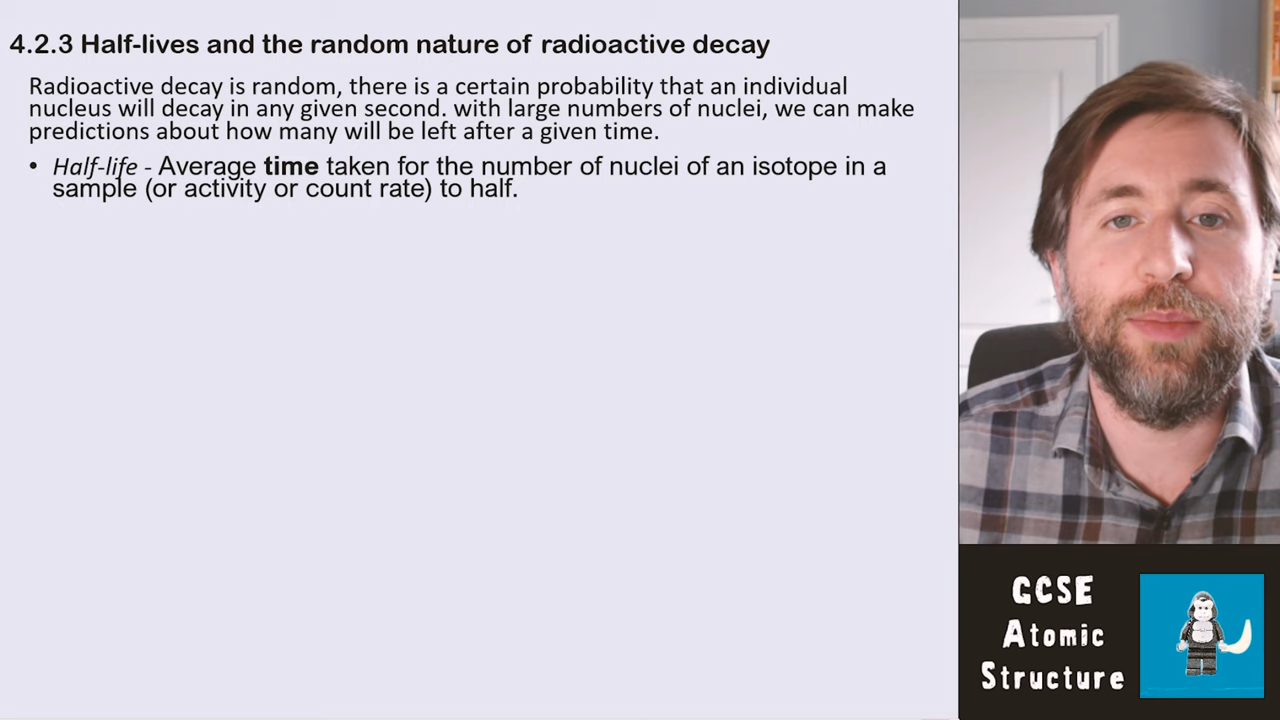 4.2.3 Half-lives and the random nature of radioactive decay
Radioactive decay is random, there is a certain probability that an individual
nucleus will decay in any given second. with large numbers of nuclei, we can make
predictions about how many will be left after a given time.
• Half-life - Average time taken for the number of nuclei of an isotope in a
sample (or activity or count rate) to half.
GCSE
Atomic
Structure